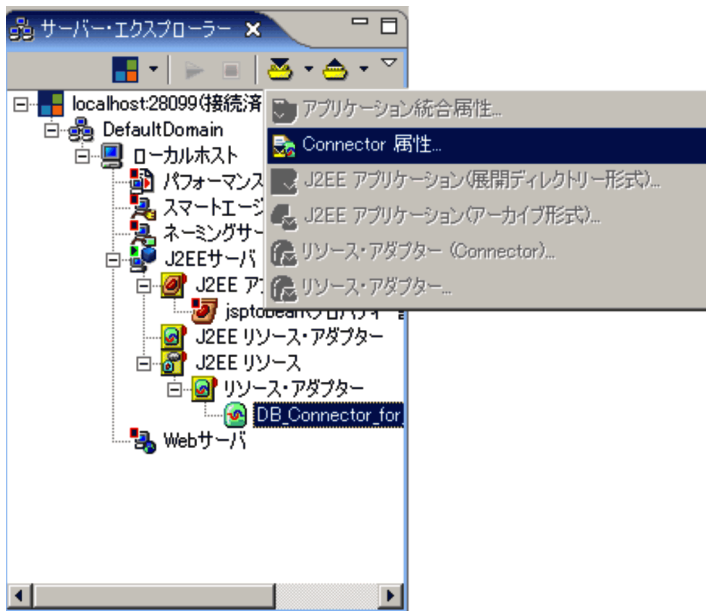 サーバー・エクスプローラー
localhost:28099(接続済
DefaultDomain
ローカルホスト
パフォーマンス
スマートエージ
ネーミングサー
J2EEサーバ
J2EE ア
jsptobean(プロパティ
J2EE リソース・アダプター
J2EE リソース
リソース・アダプター
DB_Connector_for_
Webサーバ
アプリケーション統合属性...
Connector 属性...
J2EE アプリケーション(展開ディレクトリー形式)...
J2EE アプリケーション(アーカイブ形式)...
リソース・アダプター (Connector)...
リソース・アダプター...